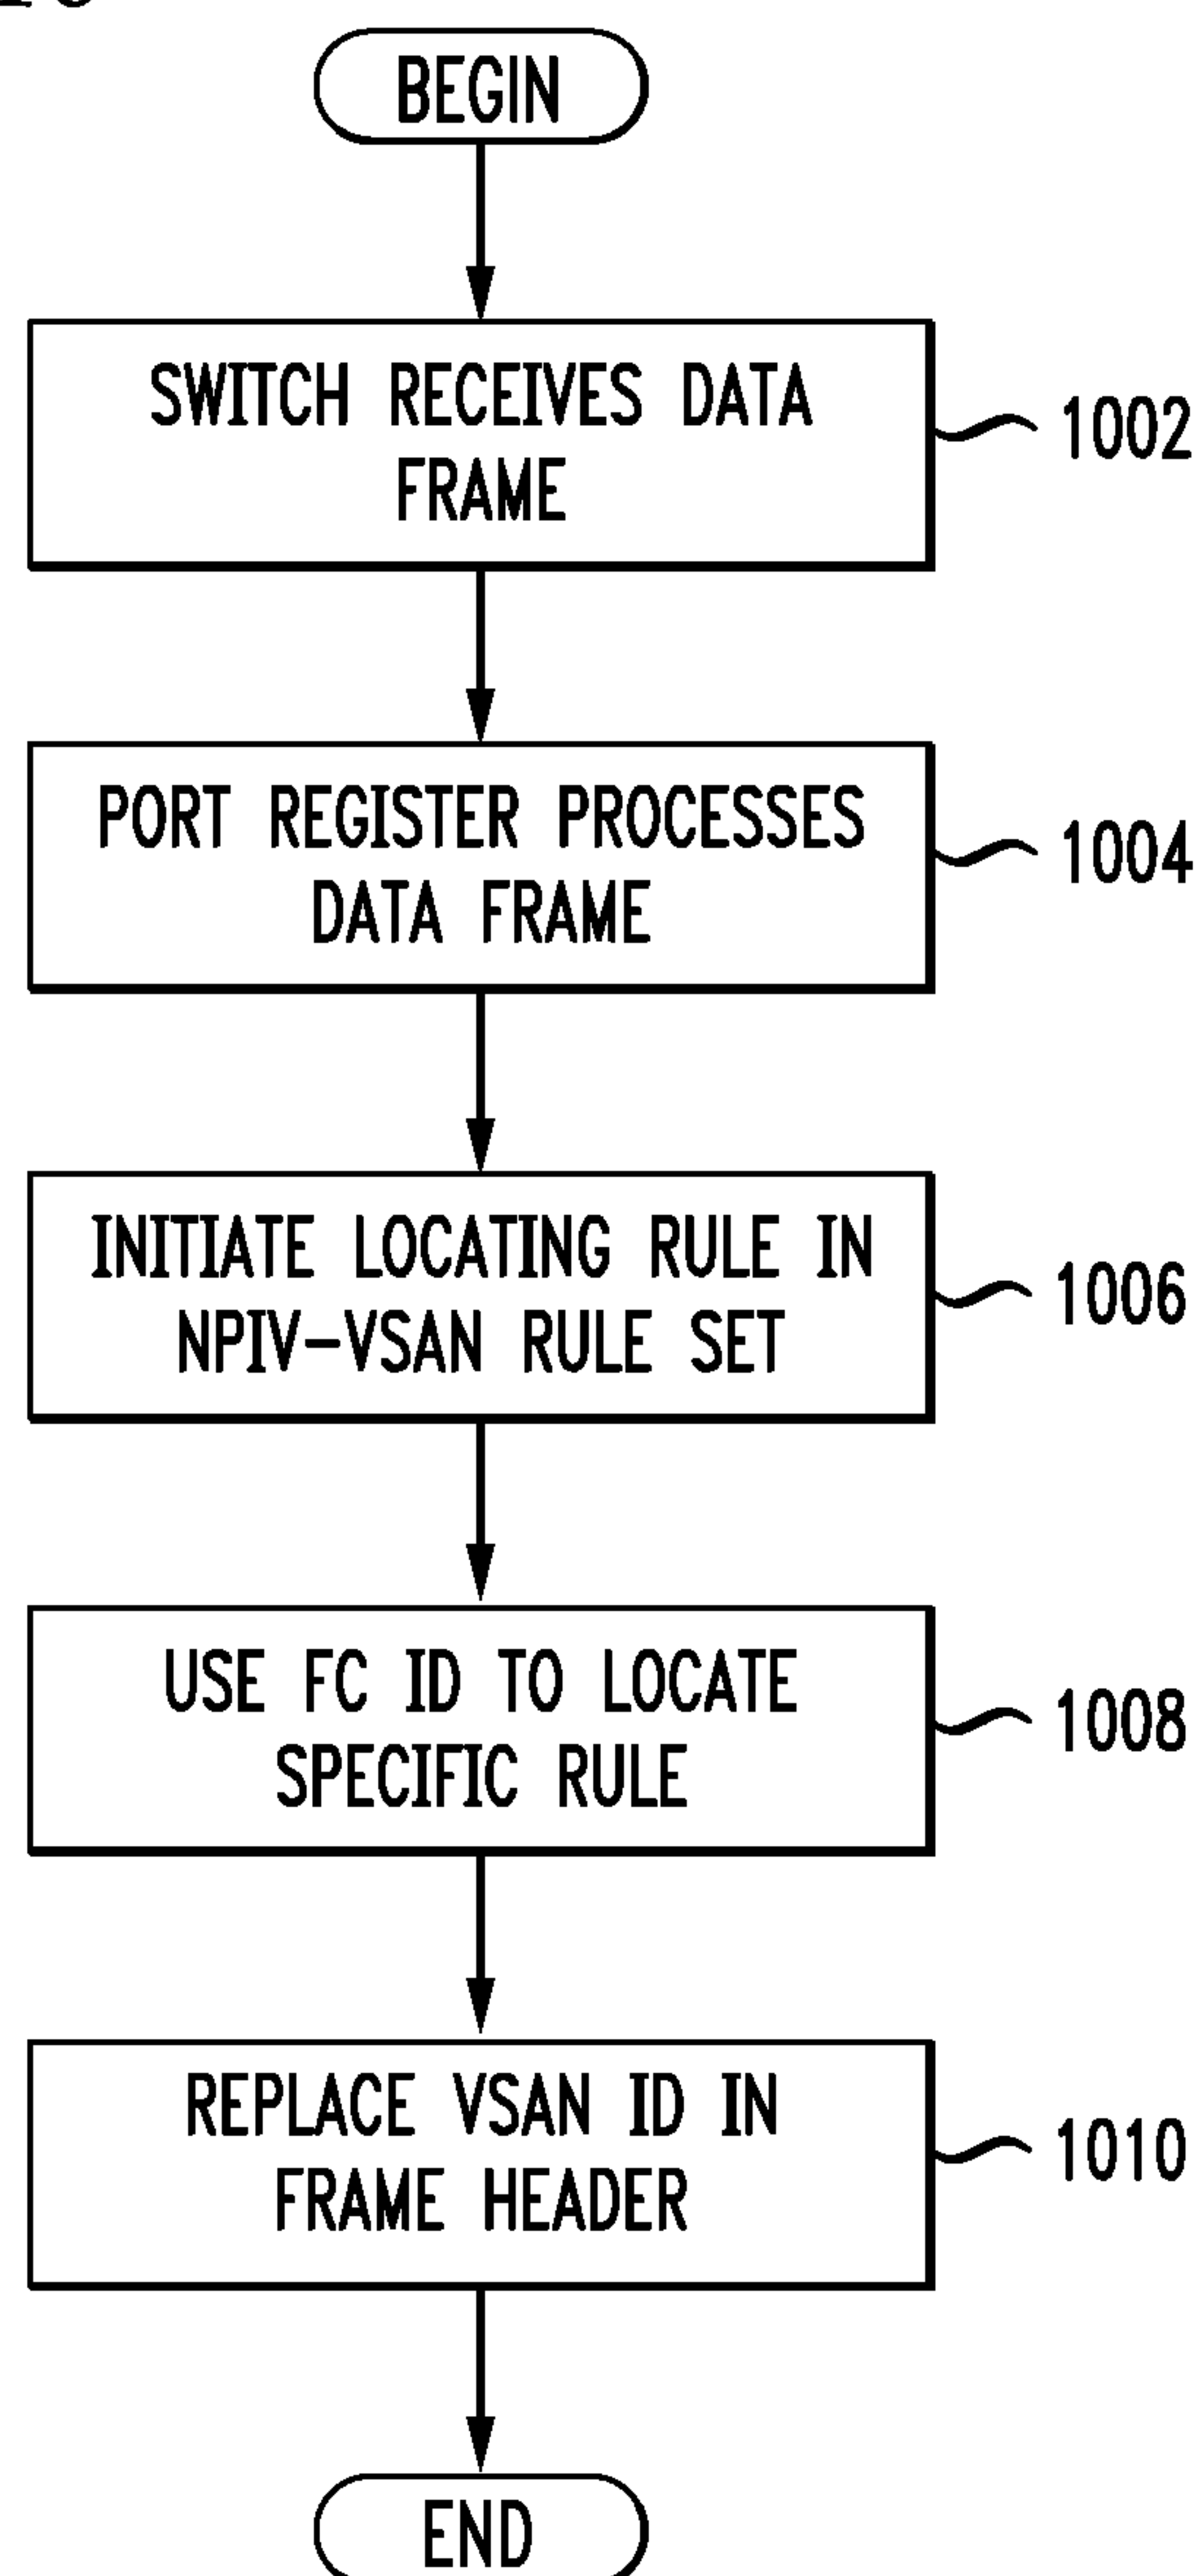 BEGIN
SWITCH RECEIVES DATA
FRAME
1002
PORT REGISTER PROCESSES
DATA FRAME
1004
INITIATE LOCATING RULE IN
NPIV-VSAN RULE SET
1006
USE FC ID TO LOCATE
SPECIFIC RULE
1008
REPLACE VSAN ID IN
FRAME HEADER
1010
END